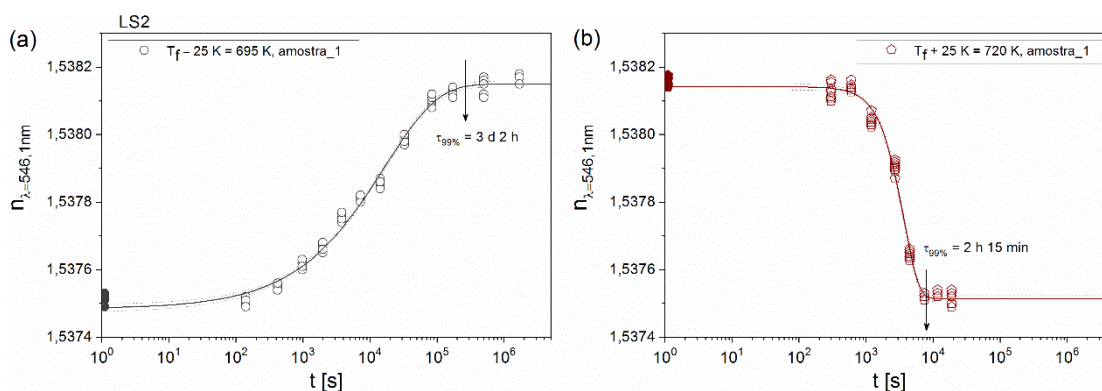 LS2
(a)
T_f − 25 K = 695 K, amostra_1
1,5382
1,5380
1,5378
1,5376
1,5374
n_λ=546,1nm
τ_99% = 3 d 2 h
10^0 10^1 10^2 10^3 10^4 10^5 10^6
t [s]
(b)
T_f + 25 K = 720 K, amostra_1
1,5382
1,5380
1,5378
1,5376
1,5374
n_λ=546,1nm
τ_99% = 2 h 15 min
10^0 10^1 10^2 10^3 10^4 10^5 10^6
t [s]